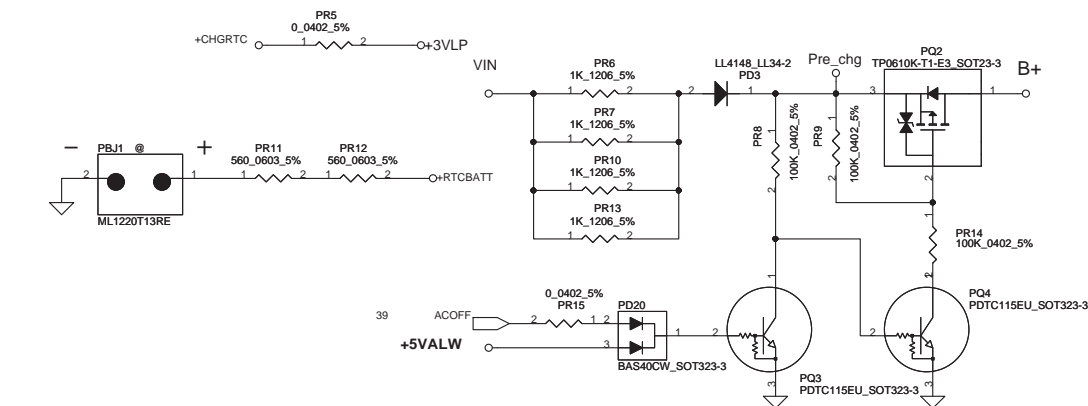 PR5
0_0402_5%
+CHGRTC
1
2
+3VLP
VIN
PR6
1K_1206_5%
1
2
PR7
1K_1206_5%
1
2
PR10
1K_1206_5%
1
2
PR13
1K_1206_5%
1
2
LL4148_LL34-2
PD3
2
1
Pre_chg
PR8
100K_0402_5%
1
2
PR9
100K_0402_5%
1
2
PQ2
TP0610K-T1-E3_SOT23-3
3
1
2
B+
PBJ1 @
−
+
2
1
ML1220T13RE
PR11
560_0603_5%
1
2
PR12
560_0603_5%
1
2
+RTCBATT
PR14
100K_0402_5%
1
2
39
ACOFF
0_0402_5%
PR15
2
1
+5VALW
PD20
2
3
1
BAS40CW_SOT323-3
2
1
3
PQ3
PDTC115EU_SOT323-3
2
1
3
PQ4
PDTC115EU_SOT323-3